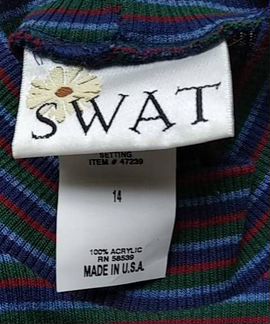 SWAT
SETTING
ITEM # 47239
14
100% ACRYLIC
RN 58539
MADE IN U.S.A.